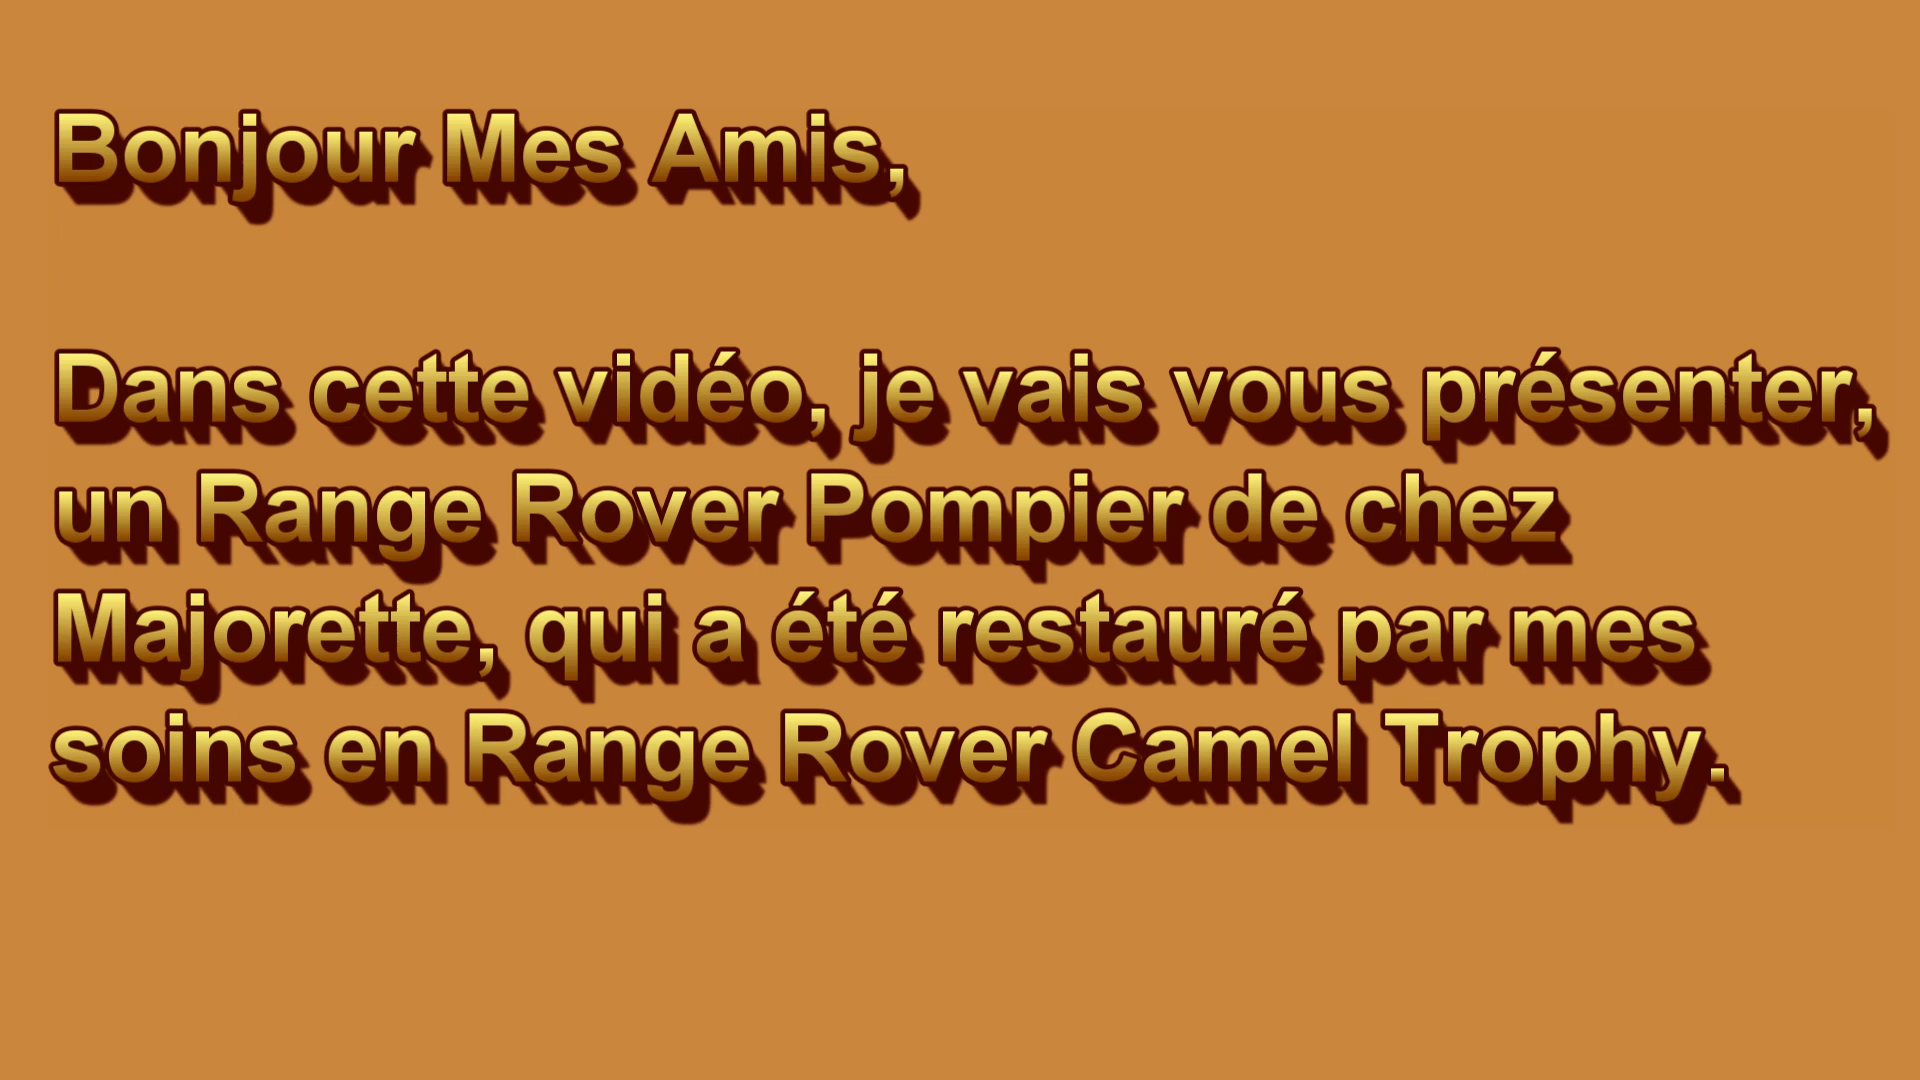 Bonjour Mes Amis,
Dans cette vidéo, je vais vous présenter,
un Range Rover Pompier de chez
Majorette, qui a été restauré par mes
soins en Range Rover Camel Trophy.